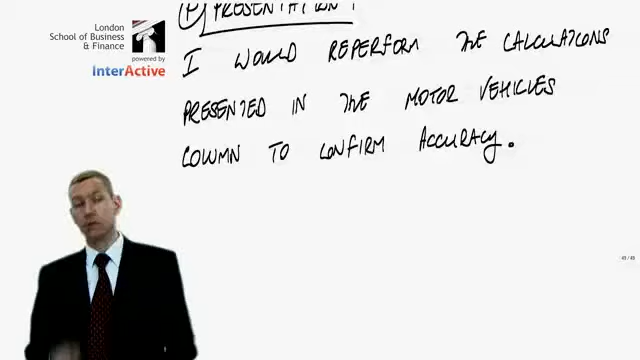 London
School of Business
& Finance
powered by
InterActive
(P) PRESENTATION:
I WOULD REPERFORM THE CALCULATIONS
PRESENTED IN THE MOTOR VEHICLES
COLUMN TO CONFIRM ACCURACY.